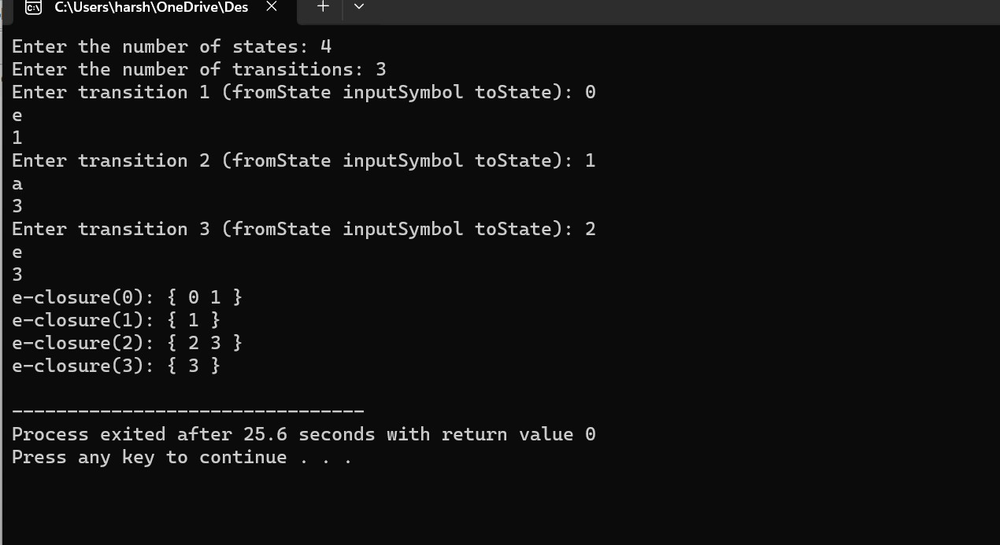 C:\Users\harsh\OneDrive\Des
Enter the number of states: 4
Enter the number of transitions: 3
Enter transition 1 (fromState inputSymbol toState): 0
e
1
Enter transition 2 (fromState inputSymbol toState): 1
a
3
Enter transition 3 (fromState inputSymbol toState): 2
e
3
e-closure(0): { 0 1 }
e-closure(1): { 1 }
e-closure(2): { 2 3 }
e-closure(3): { 3 }
--------------------------------
Process exited after 25.6 seconds with return value 0
Press any key to continue . . .